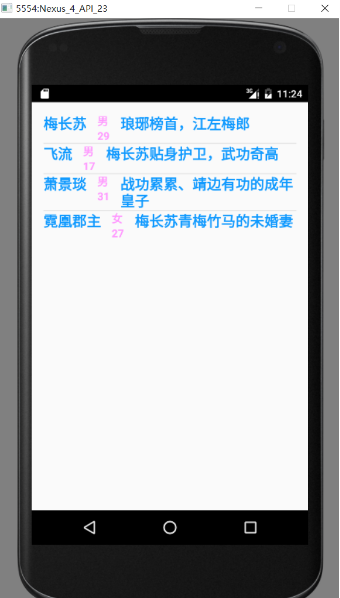 5554:Nexus_4_API_23
3G 11:24
梅长苏 男 琅琊榜首，江左梅郎
29
飞流 男 梅长苏贴身护卫，武功奇高
17
萧景琰 男 战功累累、靖边有功的成年
31 皇子
霓凰郡主 女 梅长苏青梅竹马的未婚妻
27